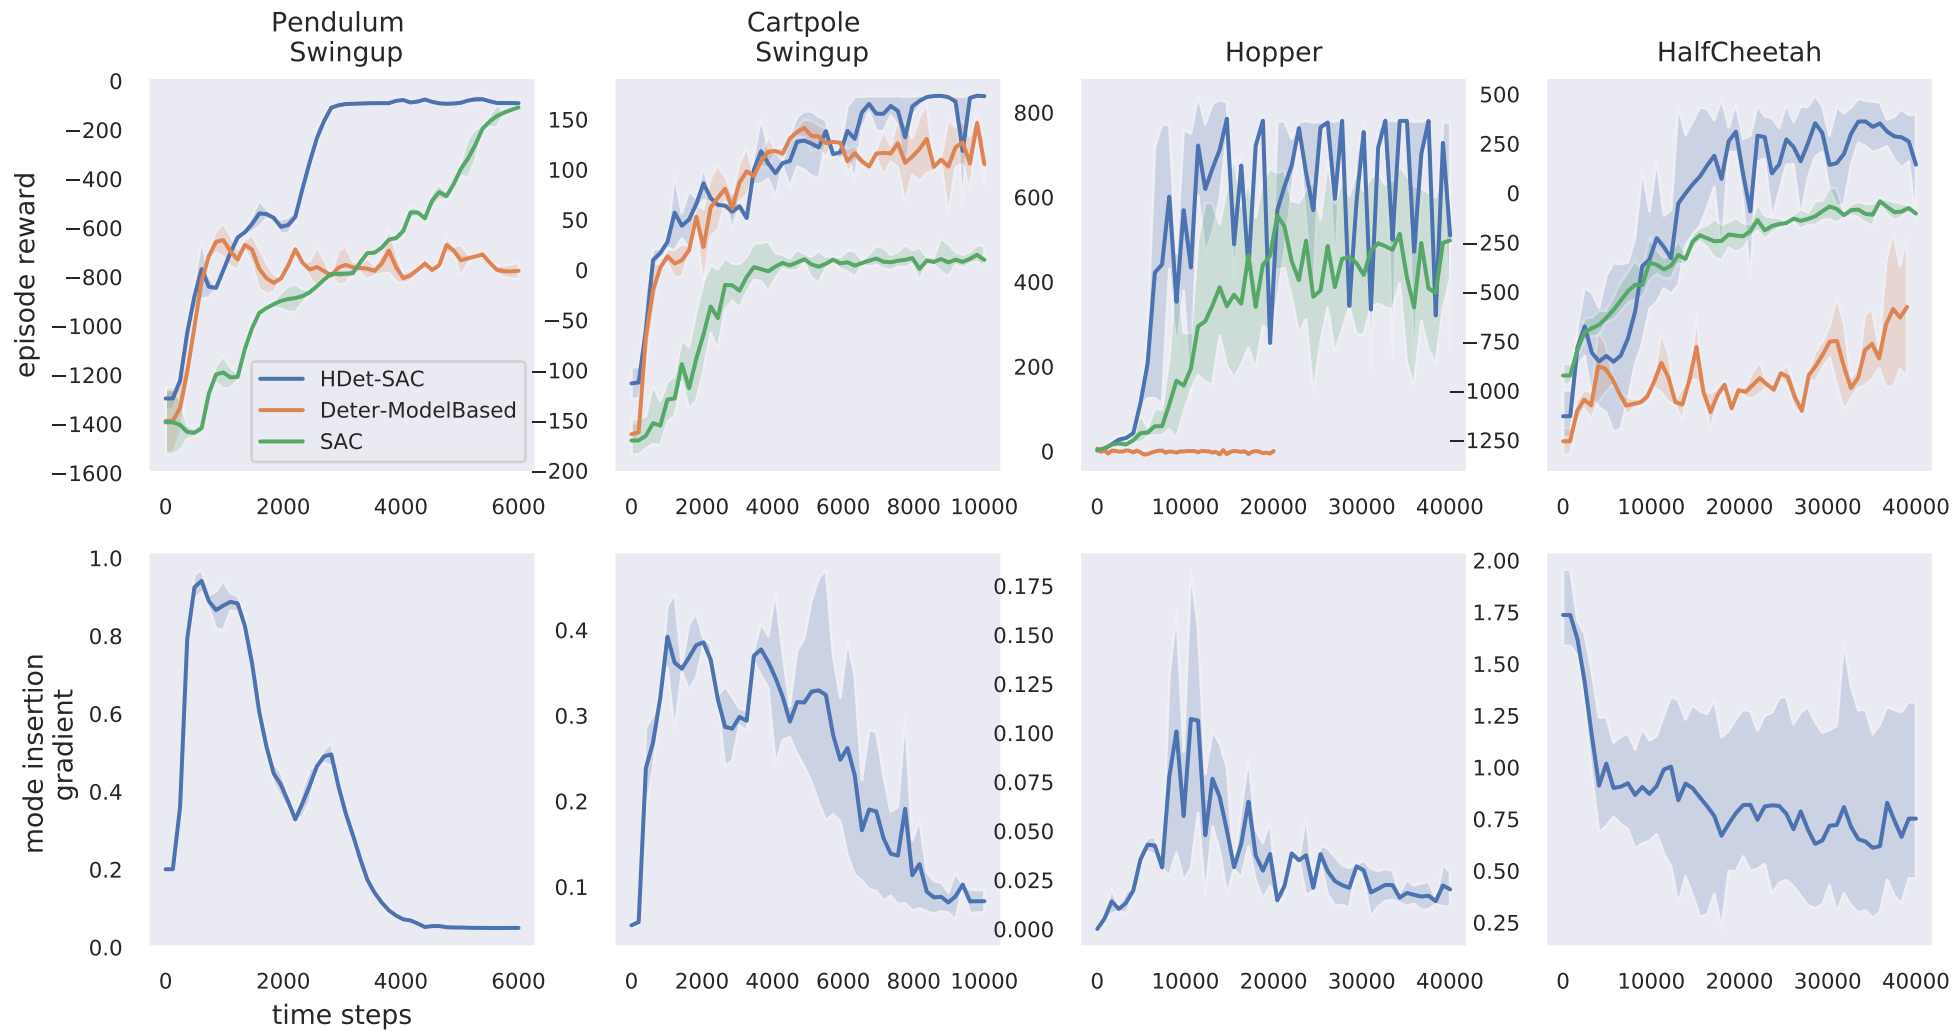 Pendulum
Swingup
Cartpole
Swingup
Hopper
HalfCheetah
episode reward
0
−200
−400
−600
−800
−1000
−1200
−1400
−1600
0 2000 4000 6000
HDet-SAC
Deter-ModelBased
SAC
150
100
50
0
−50
−100
−150
−200
0 2000 4000 6000 8000 10000
800
600
400
200
0
0 10000 20000 30000 40000
500
250
0
−250
−500
−750
−1000
−1250
0 10000 20000 30000 40000
mode insertion
gradient
1.0
0.8
0.6
0.4
0.2
0.0
0 2000 4000 6000
time steps
0.4
0.3
0.2
0.1
0 2000 4000 6000 8000 10000
0.175
0.150
0.125
0.100
0.075
0.050
0.025
0.000
0 10000 20000 30000 40000
2.00
1.75
1.50
1.25
1.00
0.75
0.50
0.25
0 10000 20000 30000 40000